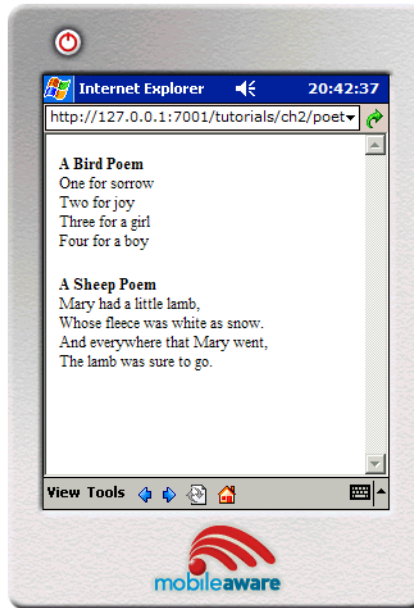 Internet Explorer 20:42:37
http://127.0.0.1:7001/tutorials/ch2/poet
A Bird Poem
One for sorrow
Two for joy
Three for a girl
Four for a boy
A Sheep Poem
Mary had a little lamb,
Whose fleece was white as snow.
And everywhere that Mary went,
The lamb was sure to go.
View Tools
mobileaware